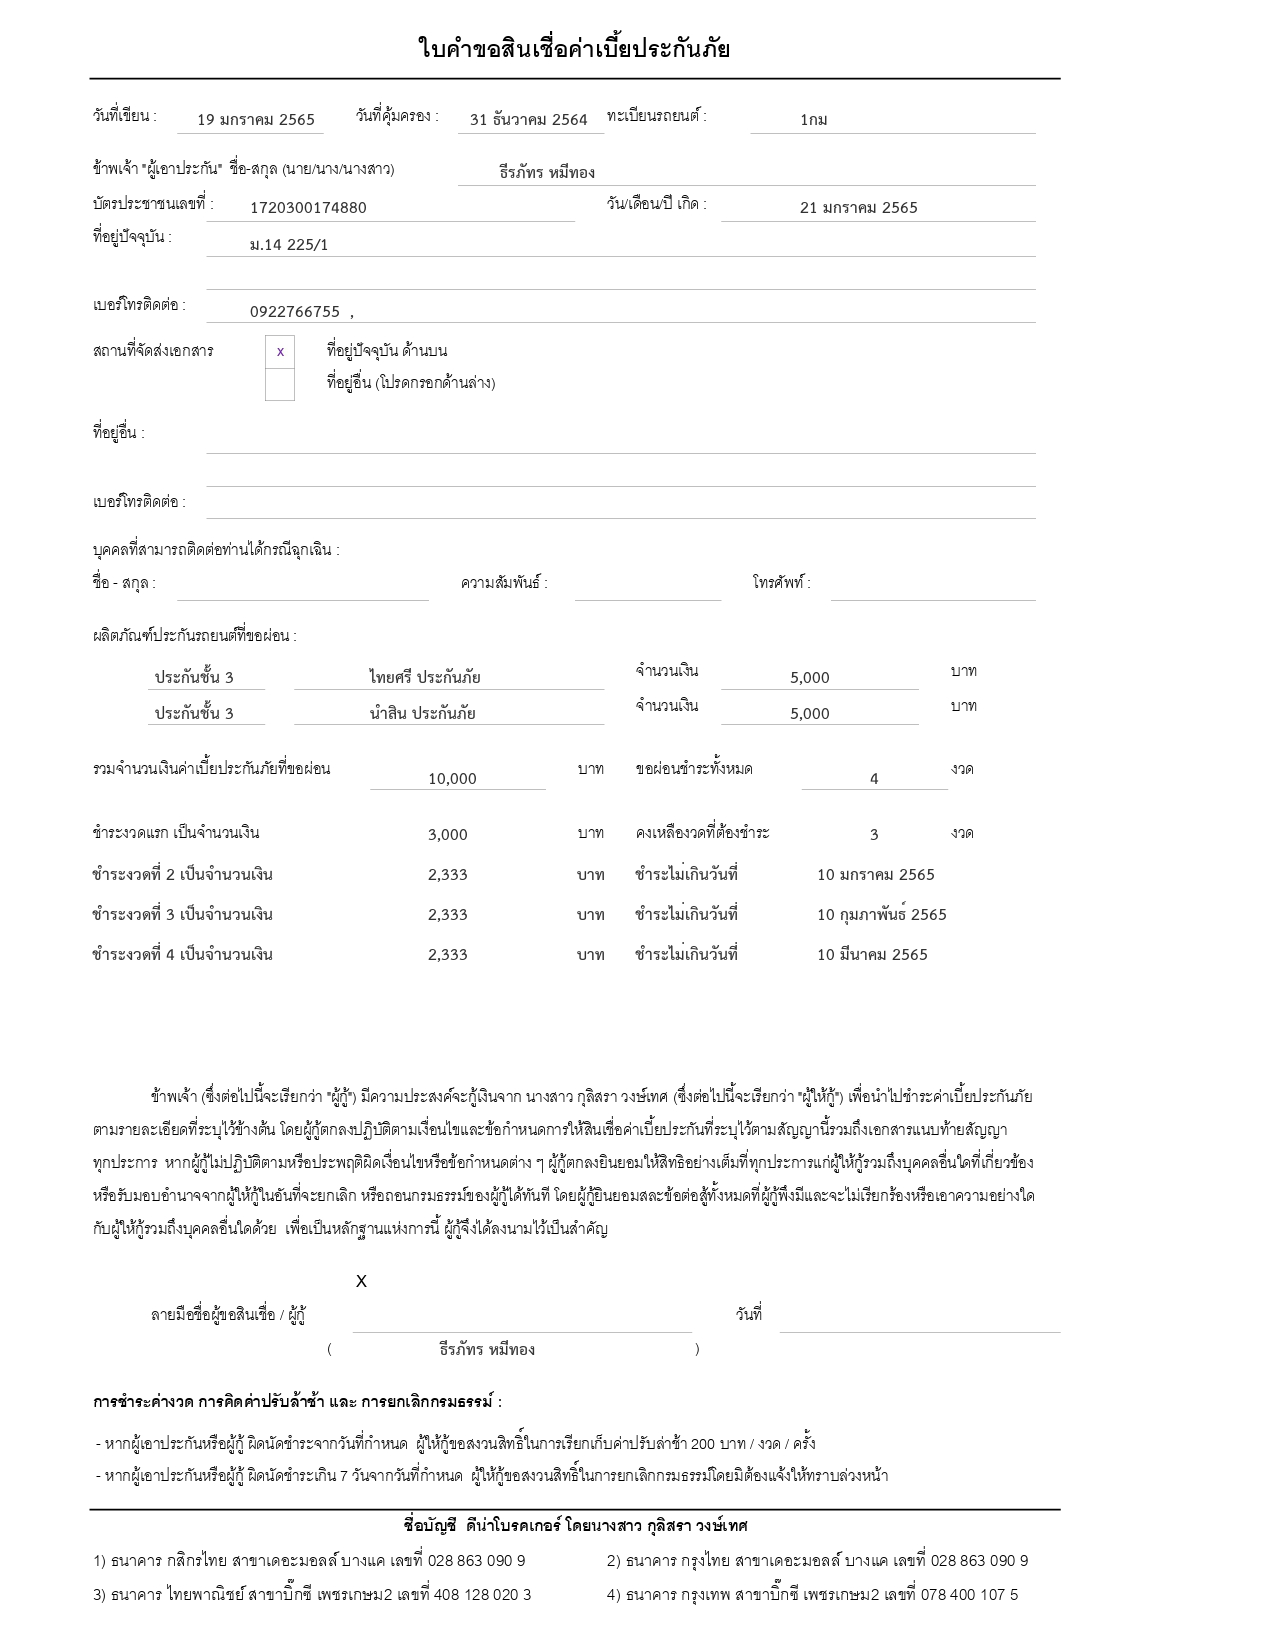 ใบคำขอสินเชื่อค่าเบี้ยประกันภัย
วันที่เขียน : 19 มกราคม 2565 วันที่คุ้มครอง : 31 ธันวาคม 2564 ทะเบียนรถยนต์ : 1กม
ข้าพเจ้า "ผู้เอาประกัน" ชื่อ-สกุล (นาย/นาง/นางสาว) ธีรภัทร หมีทอง
บัตรประชาชนเลขที่ : 1720300174880 วัน/เดือน/ปี เกิด : 21 มกราคม 2565
ที่อยู่ปัจจุบัน : ม.14 225/1
เบอร์โทรติดต่อ : 0922766755 ,
สถานที่จัดส่งเอกสาร x ที่อยู่ปัจจุบัน ด้านบน
ที่อยู่อื่น (โปรดกรอกด้านล่าง)
ที่อยู่อื่น :
เบอร์โทรติดต่อ :
บุคคลที่สามารถติดต่อท่านได้กรณีฉุกเฉิน :
ชื่อ - สกุล : ความสัมพันธ์ : โทรศัพท์ :
ผลิตภัณฑ์ประกันรถยนต์ที่ขอผ่อน :
ประกันชั้น 3 ไทยศรี ประกันภัย จำนวนเงิน 5,000 บาท
ประกันชั้น 3 นำสิน ประกันภัย จำนวนเงิน 5,000 บาท
รวมจำนวนเงินค่าเบี้ยประกันภัยที่ขอผ่อน 10,000 บาท ขอผ่อนชำระทั้งหมด 4 งวด
ชำระงวดแรก เป็นจำนวนเงิน 3,000 บาท คงเหลืองวดที่ต้องชำระ 3 งวด
ชำระงวดที่ 2 เป็นจำนวนเงิน 2,333 บาท ชำระไม่เกินวันที่ 10 มกราคม 2565
ชำระงวดที่ 3 เป็นจำนวนเงิน 2,333 บาท ชำระไม่เกินวันที่ 10 กุมภาพันธ์ 2565
ชำระงวดที่ 4 เป็นจำนวนเงิน 2,333 บาท ชำระไม่เกินวันที่ 10 มีนาคม 2565
ข้าพเจ้า (ซึ่งต่อไปนี้จะเรียกว่า "ผู้กู้") มีความประสงค์จะกู้เงินจาก นางสาว กุลิสรา วงษ์เทศ (ซึ่งต่อไปนี้จะเรียกว่า "ผู้ให้กู้") เพื่อนำไปชำระค่าเบี้ยประกันภัย
ตามรายละเอียดที่ระบุไว้ข้างต้น โดยผู้กู้ตกลงปฏิบัติตามเงื่อนไขและข้อกำหนดการให้สินเชื่อค่าเบี้ยประกันที่ระบุไว้ตามสัญญานี้รวมถึงเอกสารแนบท้ายสัญญา
ทุกประการ หากผู้กู้ไม่ปฏิบัติตามหรือประพฤติผิดเงื่อนไขหรือข้อกำหนดต่าง ๆ ผู้กู้ตกลงยินยอมให้สิทธิอย่างเต็มที่ทุกประการแก่ผู้ให้กู้รวมถึงบุคคลอื่นใดที่เกี่ยวข้อง
หรือรับมอบอำนาจจากผู้ให้กู้ในอันที่จะยกเลิก หรือถอนกรมธรรม์ของผู้กู้ได้ทันที โดยผู้กู้ยินยอมสละข้อต่อสู้ทั้งหมดที่ผู้กู้พึงมีและจะไม่เรียกร้องหรือเอาความอย่างใด
กับผู้ให้กู้รวมถึงบุคคลอื่นใดด้วย เพื่อเป็นหลักฐานแห่งการนี้ ผู้กู้จึงได้ลงนามไว้เป็นสำคัญ
X
ลายมือชื่อผู้ขอสินเชื่อ / ผู้กู้ วันที่
( ธีรภัทร หมีทอง )
การชำระค่างวด การคิดค่าปรับล้าช้า และ การยกเลิกกรมธรรม์ :
- หากผู้เอาประกันหรือผู้กู้ ผิดนัดชำระจากวันที่กำหนด ผู้ให้กู้ขอสงวนสิทธิ์ในการเรียกเก็บค่าปรับล่าช้า 200 บาท / งวด / ครั้ง
- หากผู้เอาประกันหรือผู้กู้ ผิดนัดชำระเกิน 7 วันจากวันที่กำหนด ผู้ให้กู้ขอสงวนสิทธิ์ในการยกเลิกกรมธรรม์โดยมิต้องแจ้งให้ทราบล่วงหน้า
ชื่อบัญชี ดีน่าโบรคเกอร์ โดยนางสาว กุลิสรา วงษ์เทศ
1) ธนาคาร กสิกรไทย สาขาเดอะมอลล์ บางแค เลขที่ 028 863 090 9 2) ธนาคาร กรุงไทย สาขาเดอะมอลล์ บางแค เลขที่ 028 863 090 9
3) ธนาคาร ไทยพาณิชย์ สาขาบิ๊กซี เพชรเกษม2 เลขที่ 408 128 020 3 4) ธนาคาร กรุงเทพ สาขาบิ๊กซี เพชรเกษม2 เลขที่ 078 400 107 5